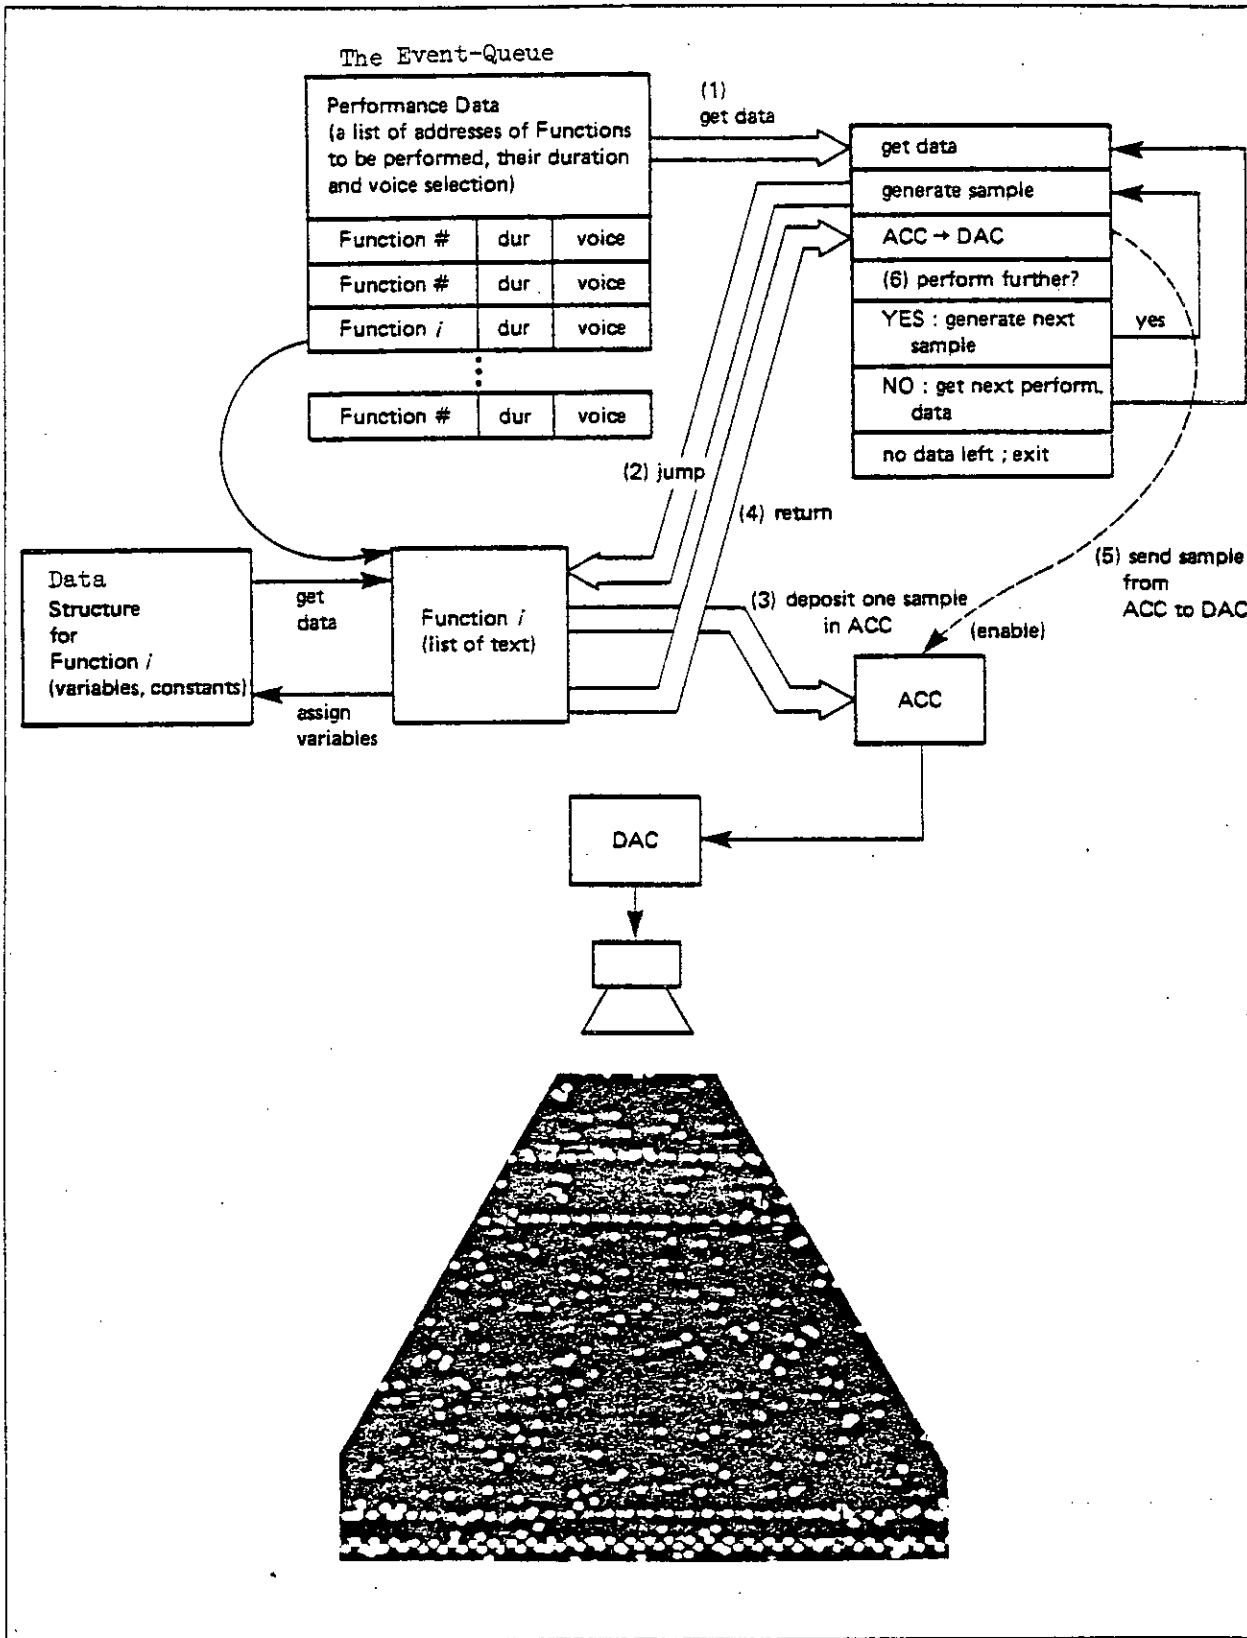 The Event-Queue
Performance Data
(a list of addresses of Functions
to be performed, their duration
and voice selection)
Function # dur voice
Function # dur voice
Function i dur voice
Function # dur voice
(1)
get data
get data
generate sample
ACC → DAC
(6) perform further?
YES : generate next
sample
NO : get next perform.
data
no data left ; exit
yes
(2) jump
(4) return
(5) send sample
from
ACC to DAC
(enable)
(3) deposit one sample
in ACC
Data
Structure
for
Function i
(variables, constants)
get
data
assign
variables
Function i
(list of text)
ACC
DAC